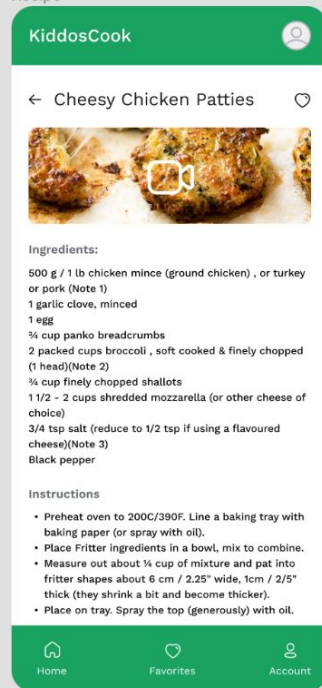 KiddosCook
← Cheesy Chicken Patties
Ingredients:
500 g / 1 lb chicken mince (ground chicken) , or turkey
or pork (Note 1)
1 garlic clove, minced
1 egg
¾ cup panko breadcrumbs
2 packed cups broccoli , soft cooked & finely chopped
(1 head)(Note 2)
¾ cup finely chopped shallots
1 1/2 - 2 cups shredded mozzarella (or other cheese of
choice)
3/4 tsp salt (reduce to 1/2 tsp if using a flavoured
cheese)(Note 3)
Black pepper
Instructions
• Preheat oven to 200C/390F. Line a baking tray with
baking paper (or spray with oil).
• Place Fritter ingredients in a bowl, mix to combine.
• Measure out about ¼ cup of mixture and pat into
fritter shapes about 6 cm / 2.25" wide, 1cm / 2/5"
thick (they shrink a bit and become thicker).
• Place on tray. Spray the top (generously) with oil.
Home Favorites Account